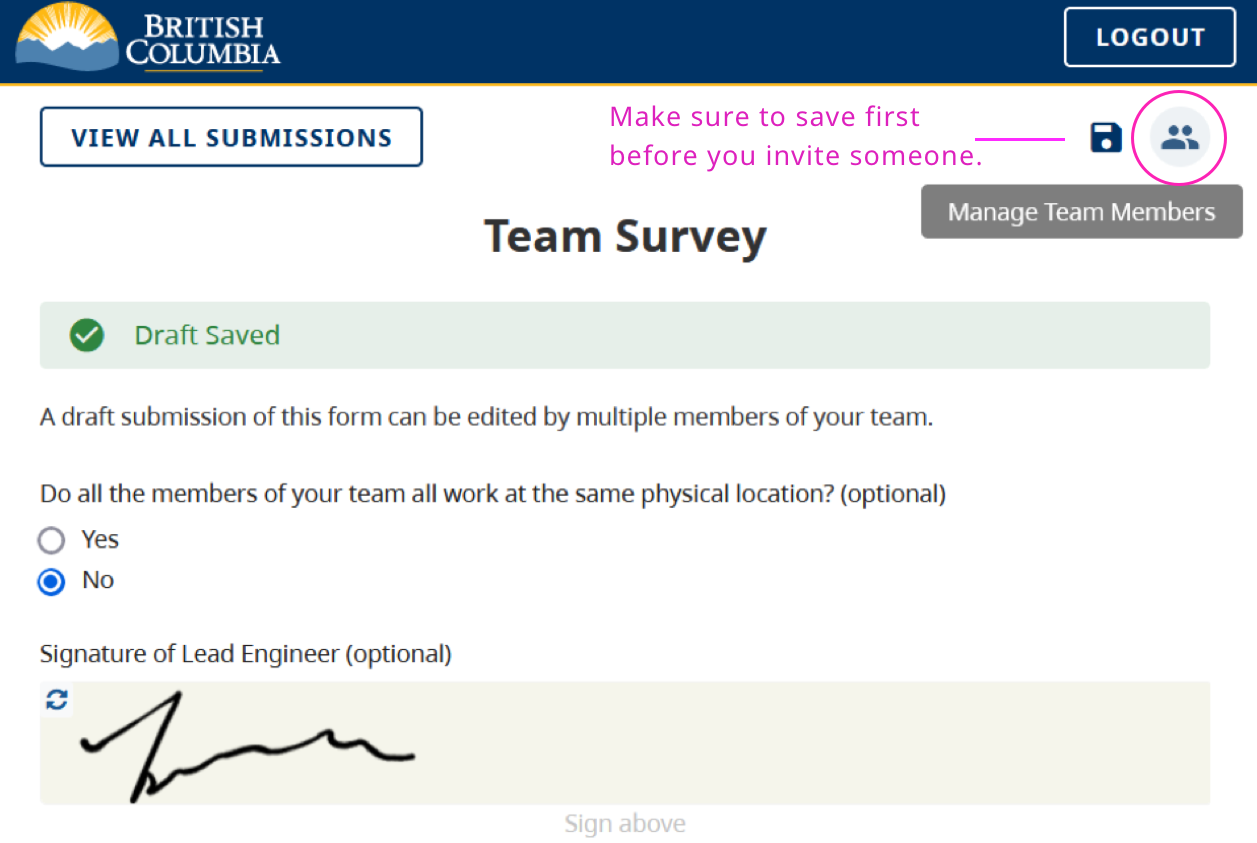 BRITISH
COLUMBIA
LOGOUT
VIEW ALL SUBMISSIONS
Make sure to save first
before you invite someone.
Manage Team Members
Team Survey
Draft Saved
A draft submission of this form can be edited by multiple members of your team.
Do all the members of your team all work at the same physical location? (optional)
Yes
No
Signature of Lead Engineer (optional)
Sign above